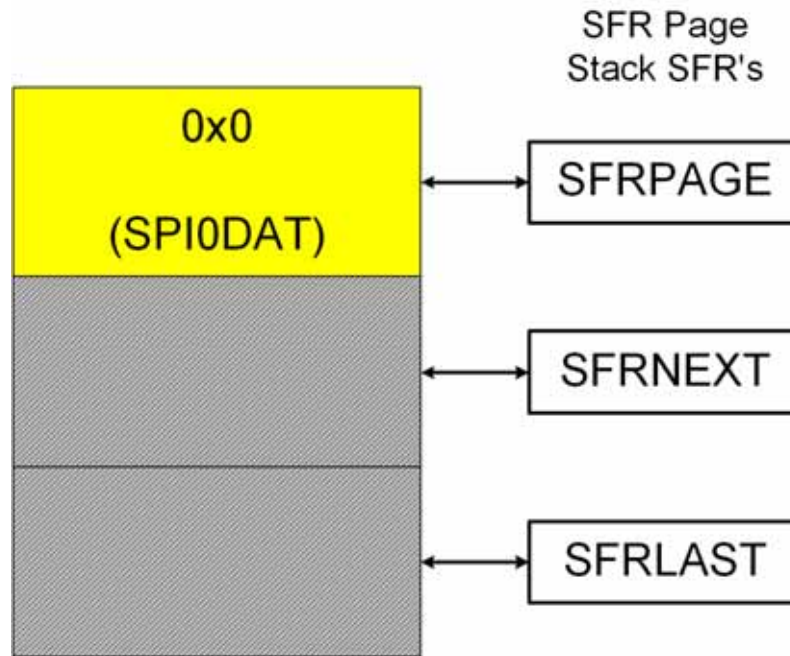 SFR Page
Stack SFR's
0x0
(SPI0DAT)
SFRPAGE
SFRNEXT
SFRLAST